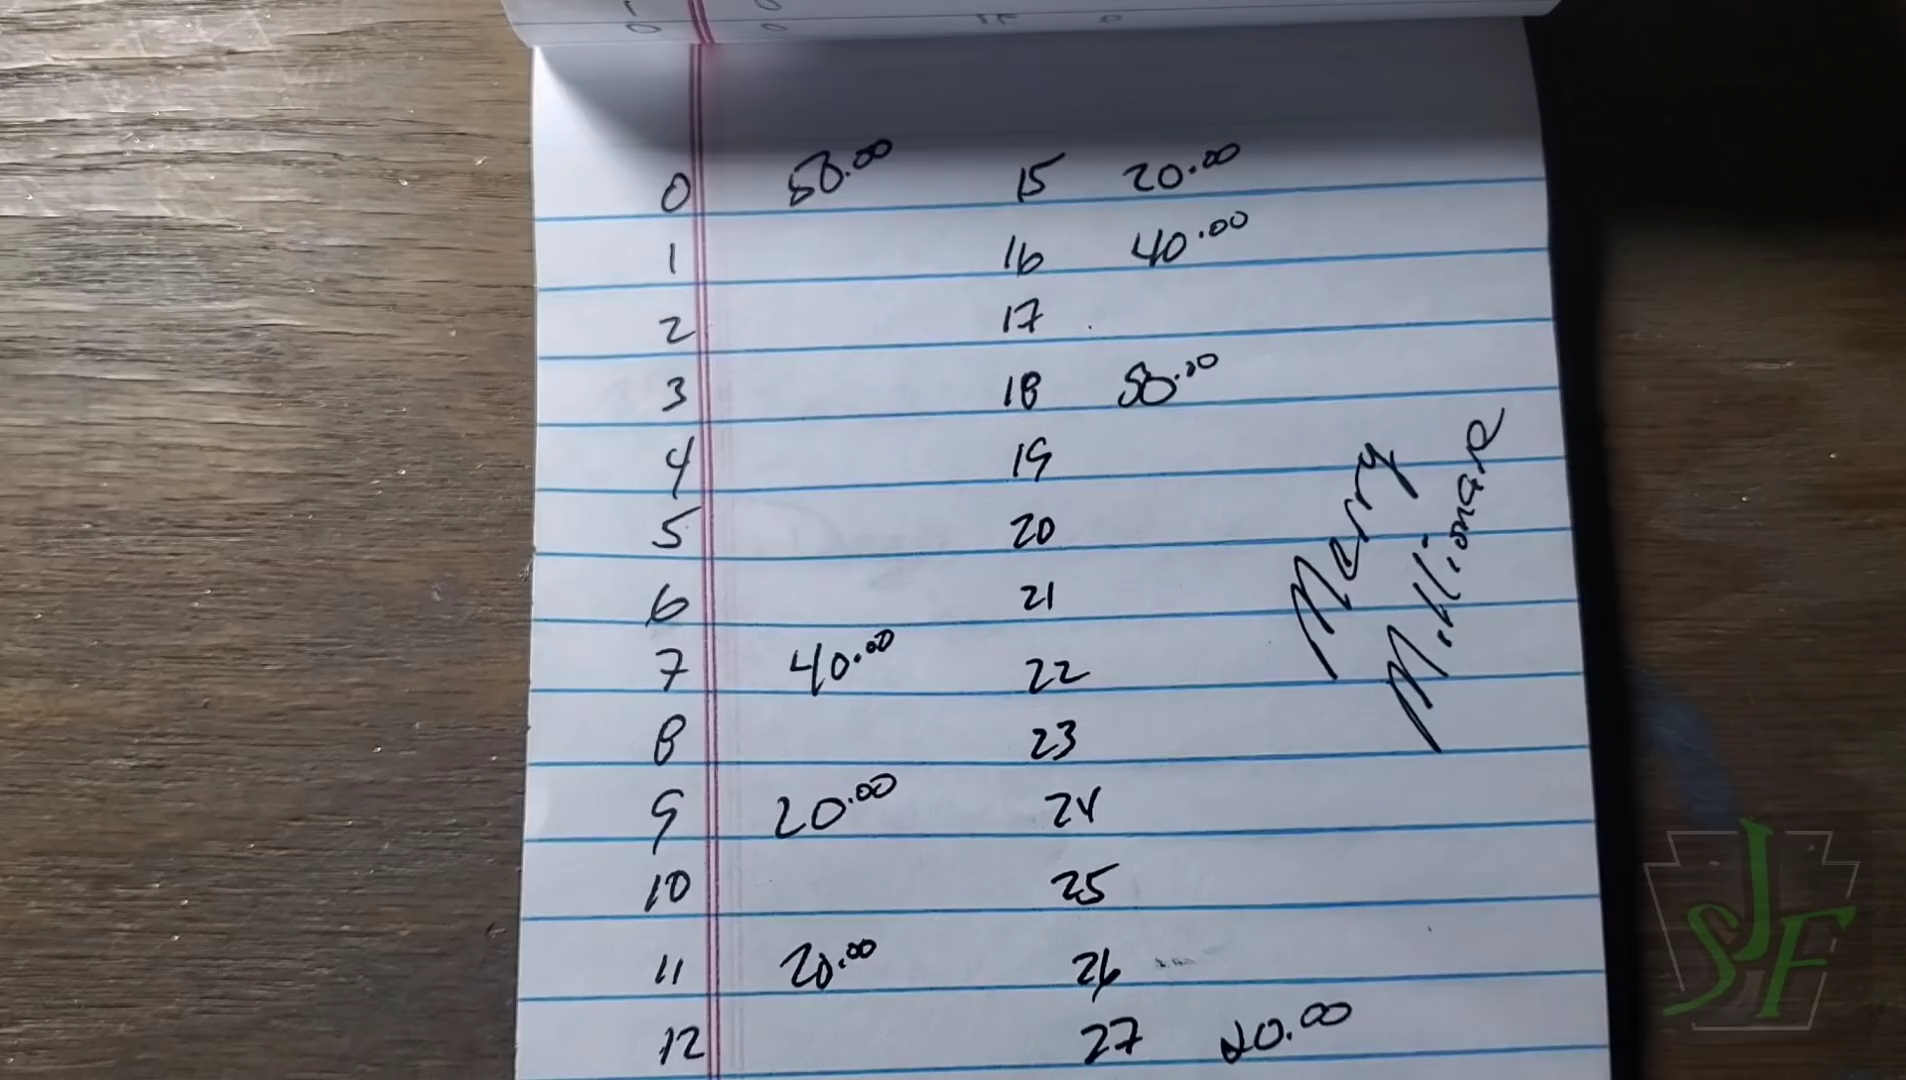 0 50.00 15 20.00
1 16 40.00
2 17
3 18 50.00
4 19
5 20
6 21
7 40.00 22
8 23
9 20.00 24
10 25
11 20.00 26
12 27 20.00
Merry
Millionare
SJF